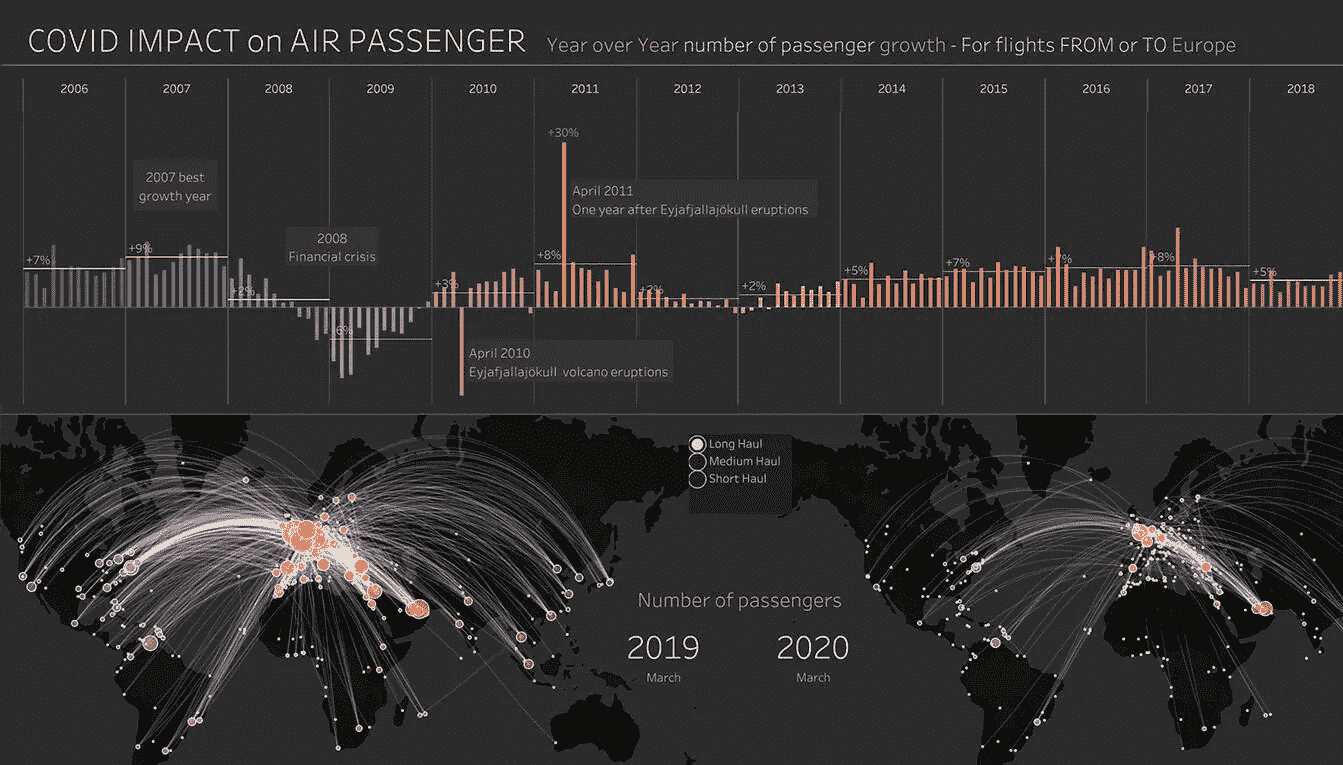 COVID IMPACT on AIR PASSENGER Year over Year number of passenger growth - For flights FROM or TO Europe
2006 2007 2008 2009 2010 2011 2012 2013 2014 2015 2016 2017 2018
+30%
2007 best
growth year
April 2011
One year after Eyjafjallajökull eruptions
2008
Financial crisis
+7% +9% +2% -6% +3% +8% +2% +2% +5% +7% +7% +8% +5%
April 2010
Eyjafjallajökull volcano eruptions
Long Haul
Medium Haul
Short Haul
Number of passengers
2019 2020
March March